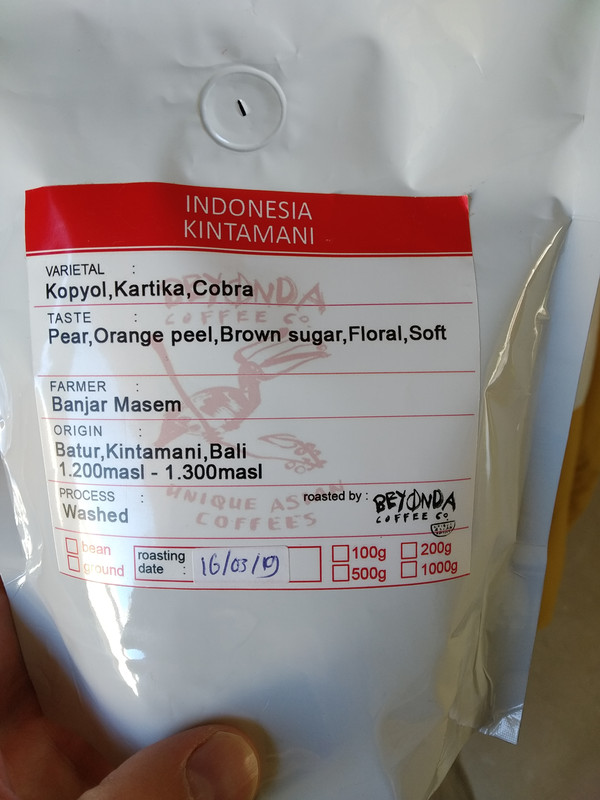 INDONESIA
KINTAMANI
VARIETAL :
Kopyol,Kartika,Cobra
BEYONDA
COFFEE CO
TASTE :
Pear,Orange peel,Brown sugar,Floral,Soft
FARMER :
Banjar Masem
ORIGIN :
Batur,Kintamani,Bali
1.200masl - 1.300masl
PROCESS :
Washed
UNIQUE ASIAN
COFFEES
roasted by :
BEYONDA
COFFEE CO
bean
ground
roasting
date :
16/03/19
100g
200g
500g
1000g